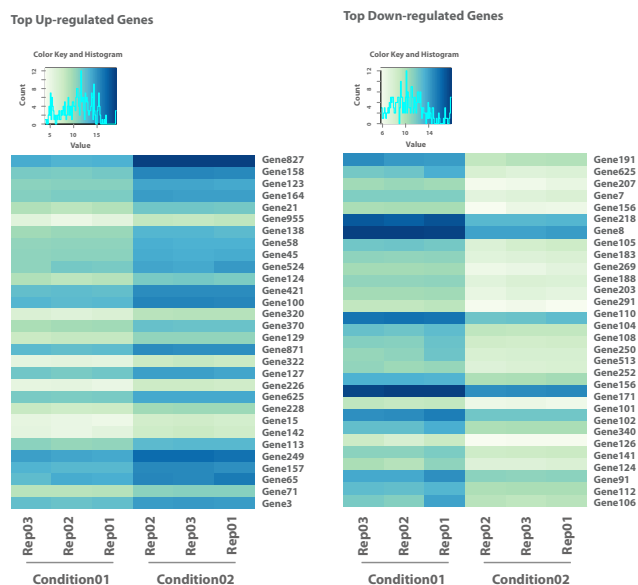 Top Up-regulated Genes
Color Key and Histogram
Count
0 4 8 12
5 10 15
Value
Gene827
Gene158
Gene123
Gene164
Gene21
Gene955
Gene138
Gene58
Gene45
Gene524
Gene124
Gene421
Gene100
Gene320
Gene370
Gene129
Gene871
Gene322
Gene127
Gene226
Gene625
Gene228
Gene15
Gene142
Gene113
Gene249
Gene157
Gene65
Gene71
Gene3
Rep03 Rep02 Rep01 Rep02 Rep03 Rep01
Condition01 Condition02
Top Down-regulated Genes
Color Key and Histogram
Count
0 4 8 12
6 10 14
Value
Gene191
Gene625
Gene207
Gene7
Gene156
Gene218
Gene8
Gene105
Gene183
Gene269
Gene188
Gene203
Gene291
Gene110
Gene104
Gene108
Gene250
Gene513
Gene252
Gene156
Gene171
Gene101
Gene102
Gene340
Gene126
Gene141
Gene124
Gene91
Gene112
Gene106
Rep03 Rep02 Rep01 Rep02 Rep03 Rep01
Condition01 Condition02